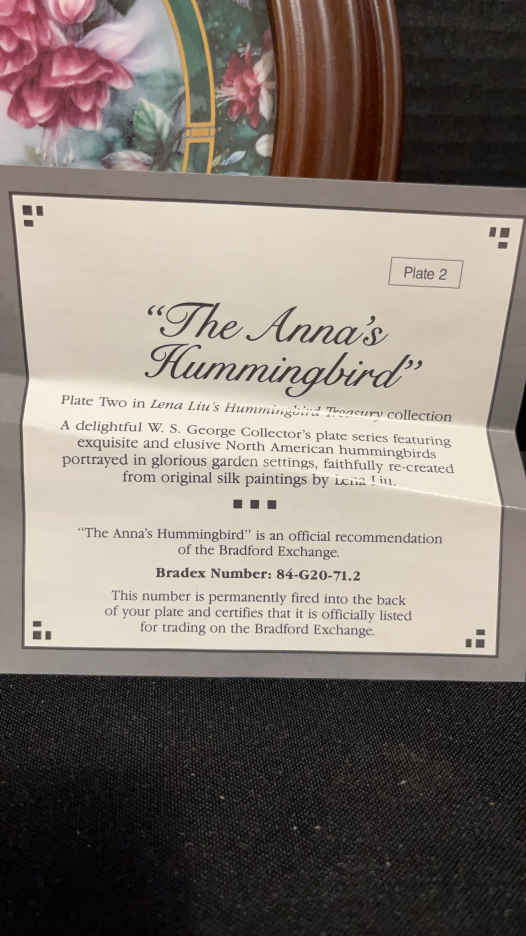 Plate 2
"The Anna's
Hummingbird"
Plate Two in Lena Liu's Hummingbird Treasury collection
A delightful W. S. George Collector's plate series featuring
exquisite and elusive North American hummingbirds
portrayed in glorious garden settings, faithfully re-created
from original silk paintings by Lena Liu.
"The Anna's Hummingbird" is an official recommendation
of the Bradford Exchange.
Bradex Number: 84-G20-71.2
This number is permanently fired into the back
of your plate and certifies that it is officially listed
for trading on the Bradford Exchange.